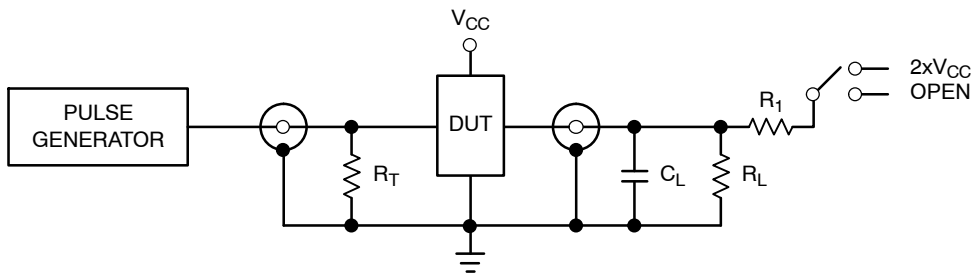 V_CC
2xV_CC
OPEN
R_1
PULSE
GENERATOR
DUT
R_T
C_L
R_L